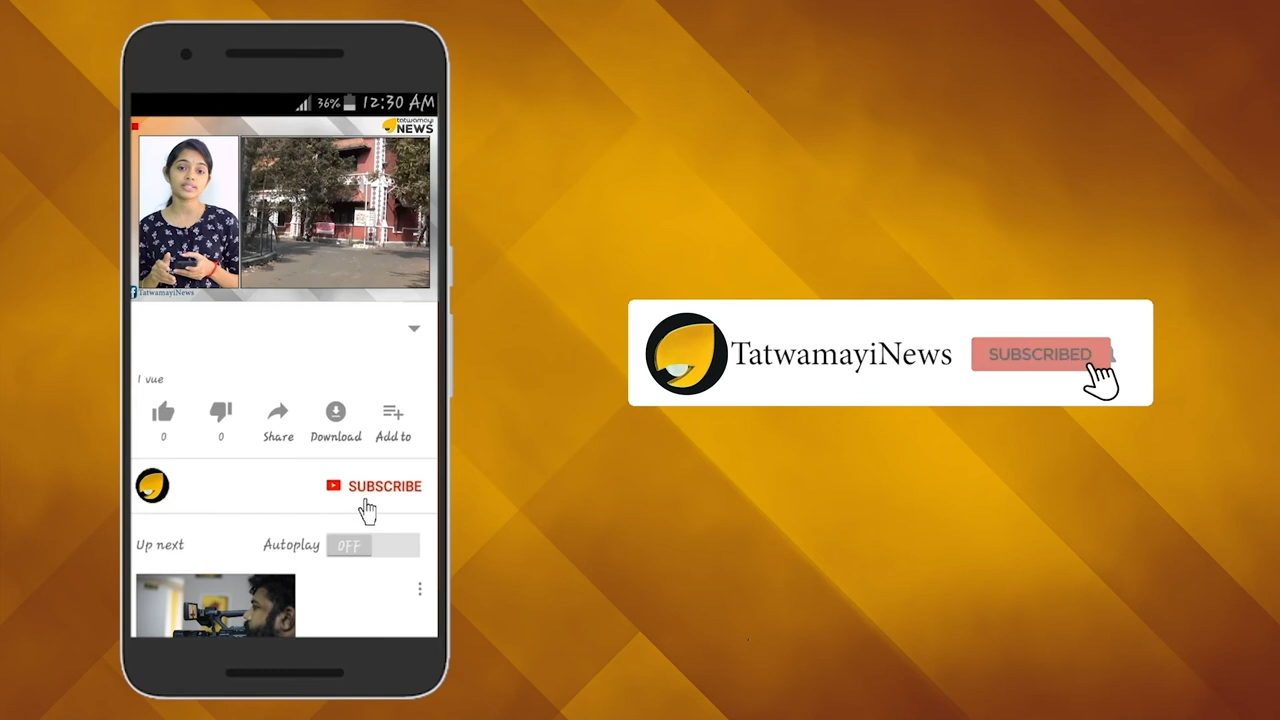 36% 12:30 AM
tatwamayi
NEWS
TatwamayiNews
1 vue
0 0 Share Download Add to
SUBSCRIBE
Up next Autoplay OFF
TatwamayiNews SUBSCRIBED